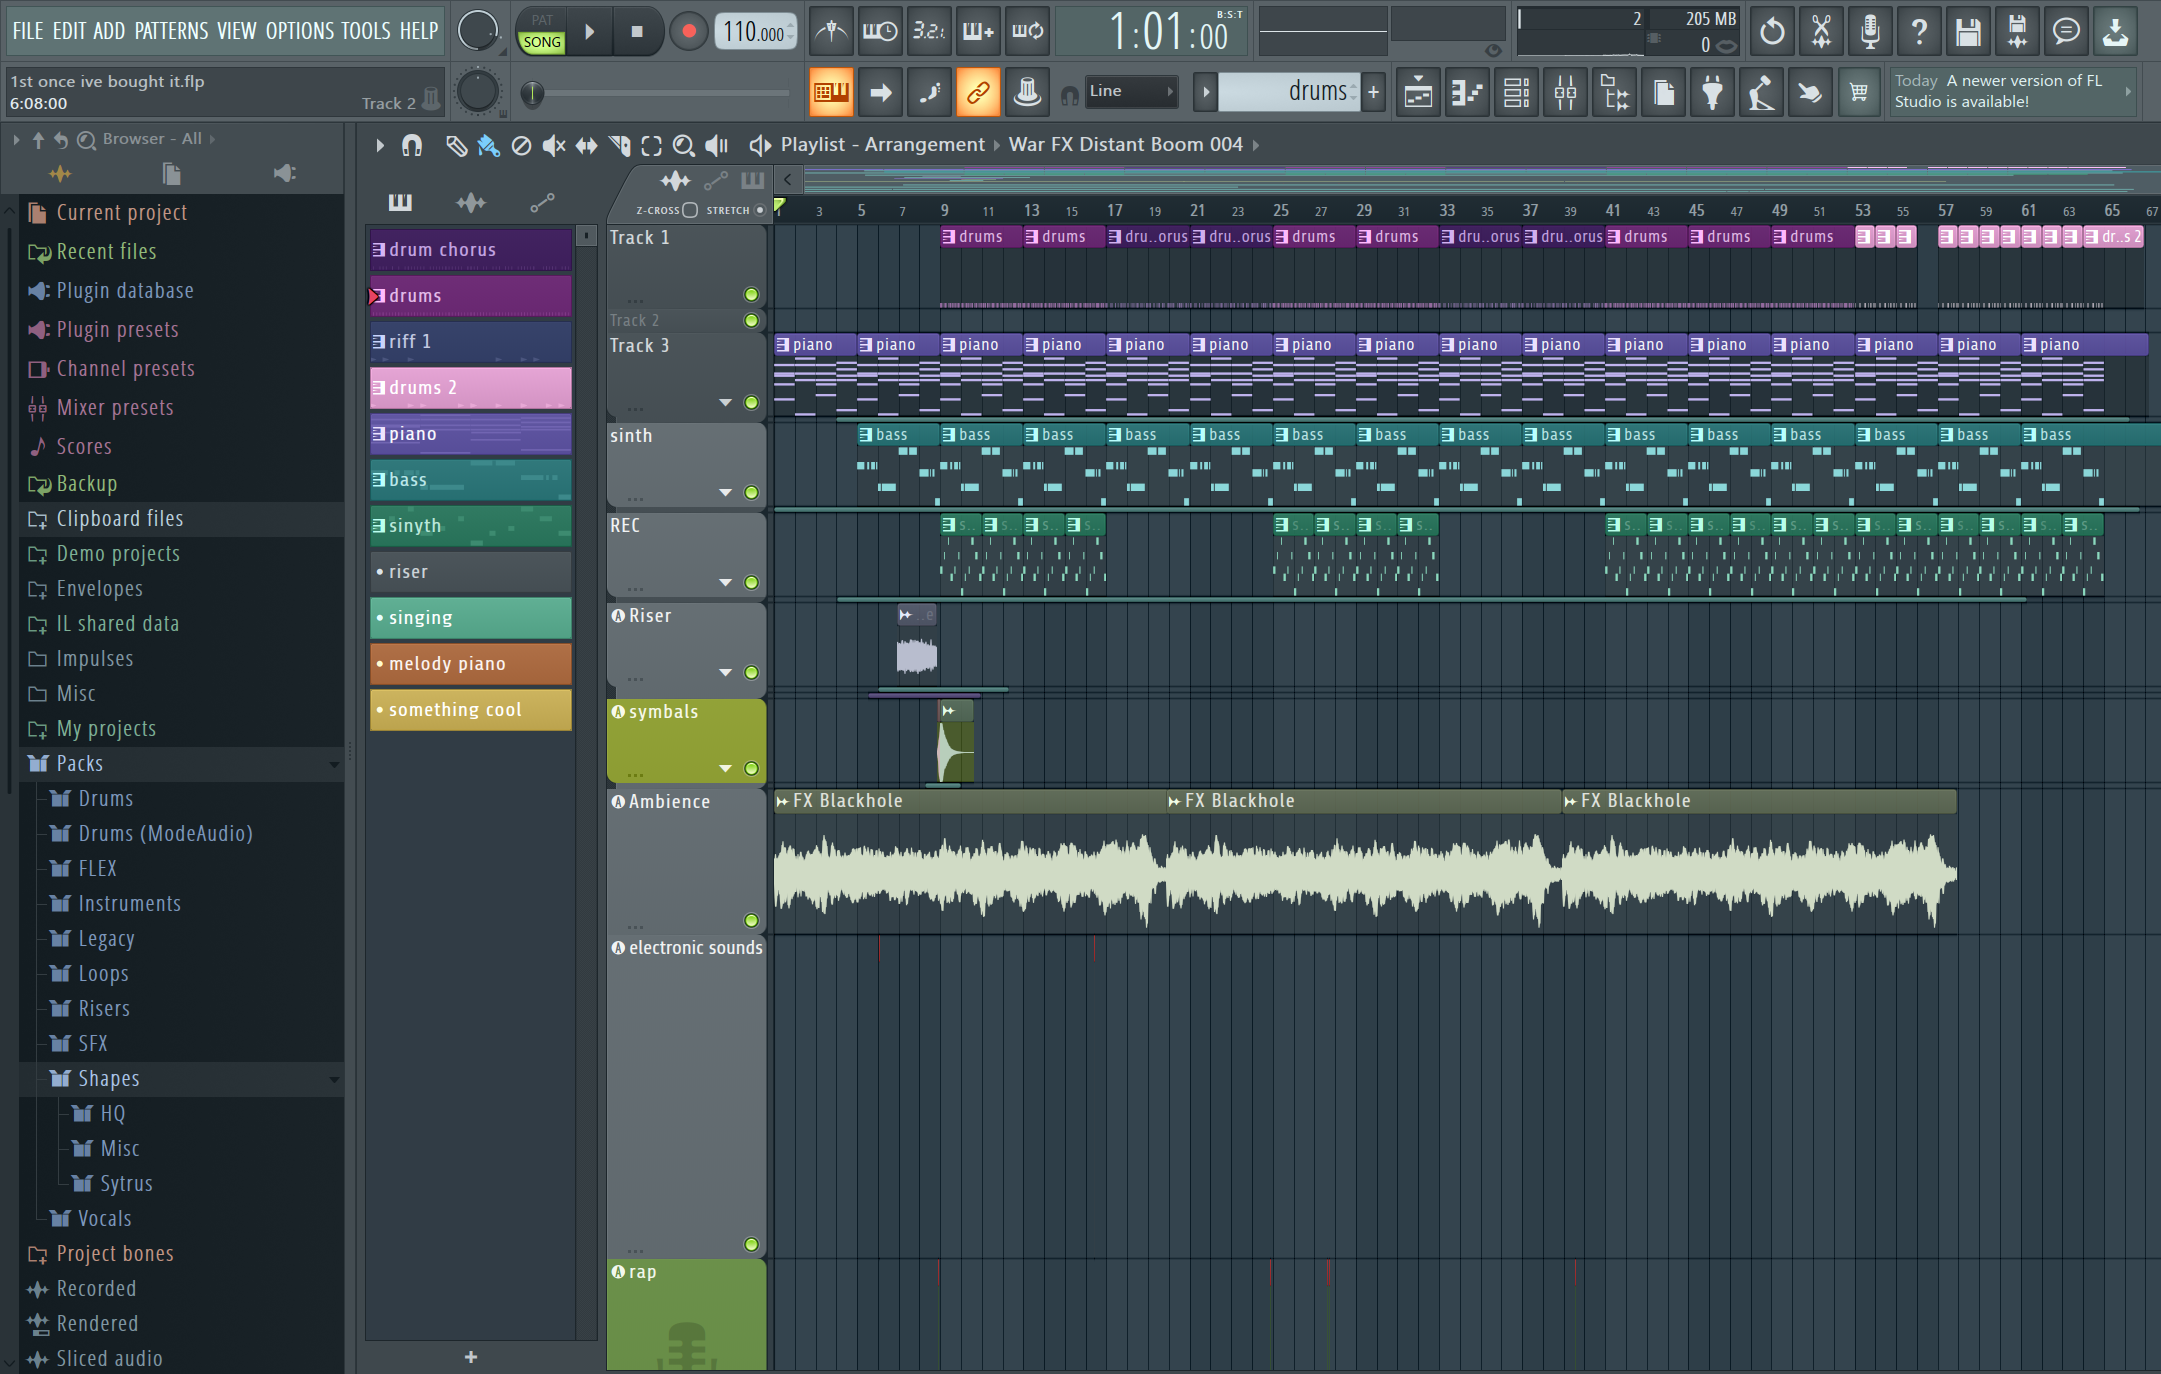 FILE EDIT ADD PATTERNS VIEW OPTIONS TOOLS HELP
PAT
SONG
110.000
3.2.1.
1:01:00
B:S:T
2
205 MB
0
1st once ive bought it.flp
6:08:00
Track 2
Line
drums
+
Today A newer version of FL
Studio is available!
Browser - All
Playlist - Arrangement
War FX Distant Boom 004
Z-CROSS
STRETCH
3 5 7 9 11 13 15 17 19 21 23 25 27 29 31 33 35 37 39 41 43 45 47 49 51 53 55 57 59 61 63 65 67
Current project
Recent files
Plugin database
Plugin presets
Channel presets
Mixer presets
Scores
Backup
Clipboard files
Demo projects
Envelopes
IL shared data
Impulses
Misc
My projects
Packs
Drums
Drums (ModeAudio)
FLEX
Instruments
Legacy
Loops
Risers
SFX
Shapes
HQ
Misc
Sytrus
Vocals
Project bones
Recorded
Rendered
Sliced audio
drum chorus
drums
riff 1
drums 2
piano
bass
sinyth
riser
singing
melody piano
something cool
+
Track 1
drums drums dru..orus dru..orus drums drums dru..orus dru..orus drums drums drums dr..s 2
Track 2
Track 3
piano piano piano piano piano piano piano piano piano piano piano piano piano piano piano piano
sinth
bass bass bass bass bass bass bass bass bass bass bass bass bass bass bass
REC
s.. s.. s.. s.. s.. s.. s.. s.. s.. s.. s.. s.. s.. s.. s.. s.. s.. s.. s.. s..
A Riser
..e
A symbals
A Ambience
FX Blackhole FX Blackhole FX Blackhole
A electronic sounds
A rap